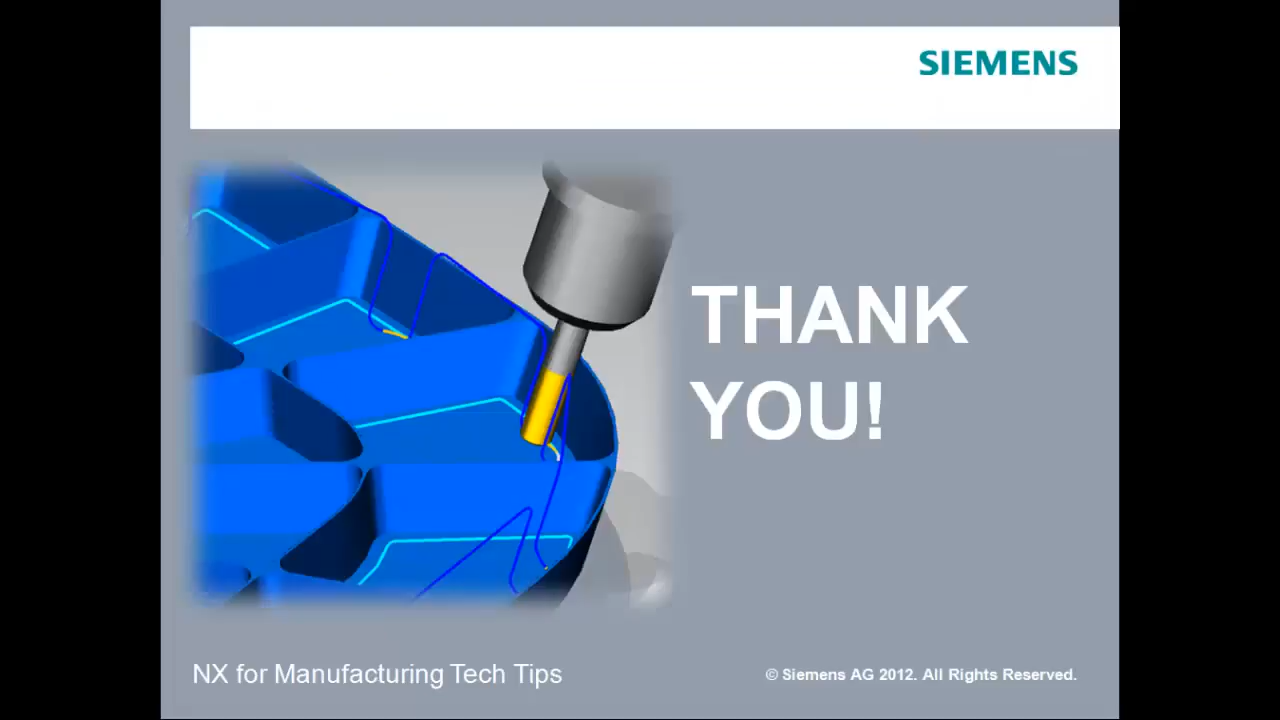 SIEMENS
THANK
YOU!
NX for Manufacturing Tech Tips
© Siemens AG 2012. All Rights Reserved.